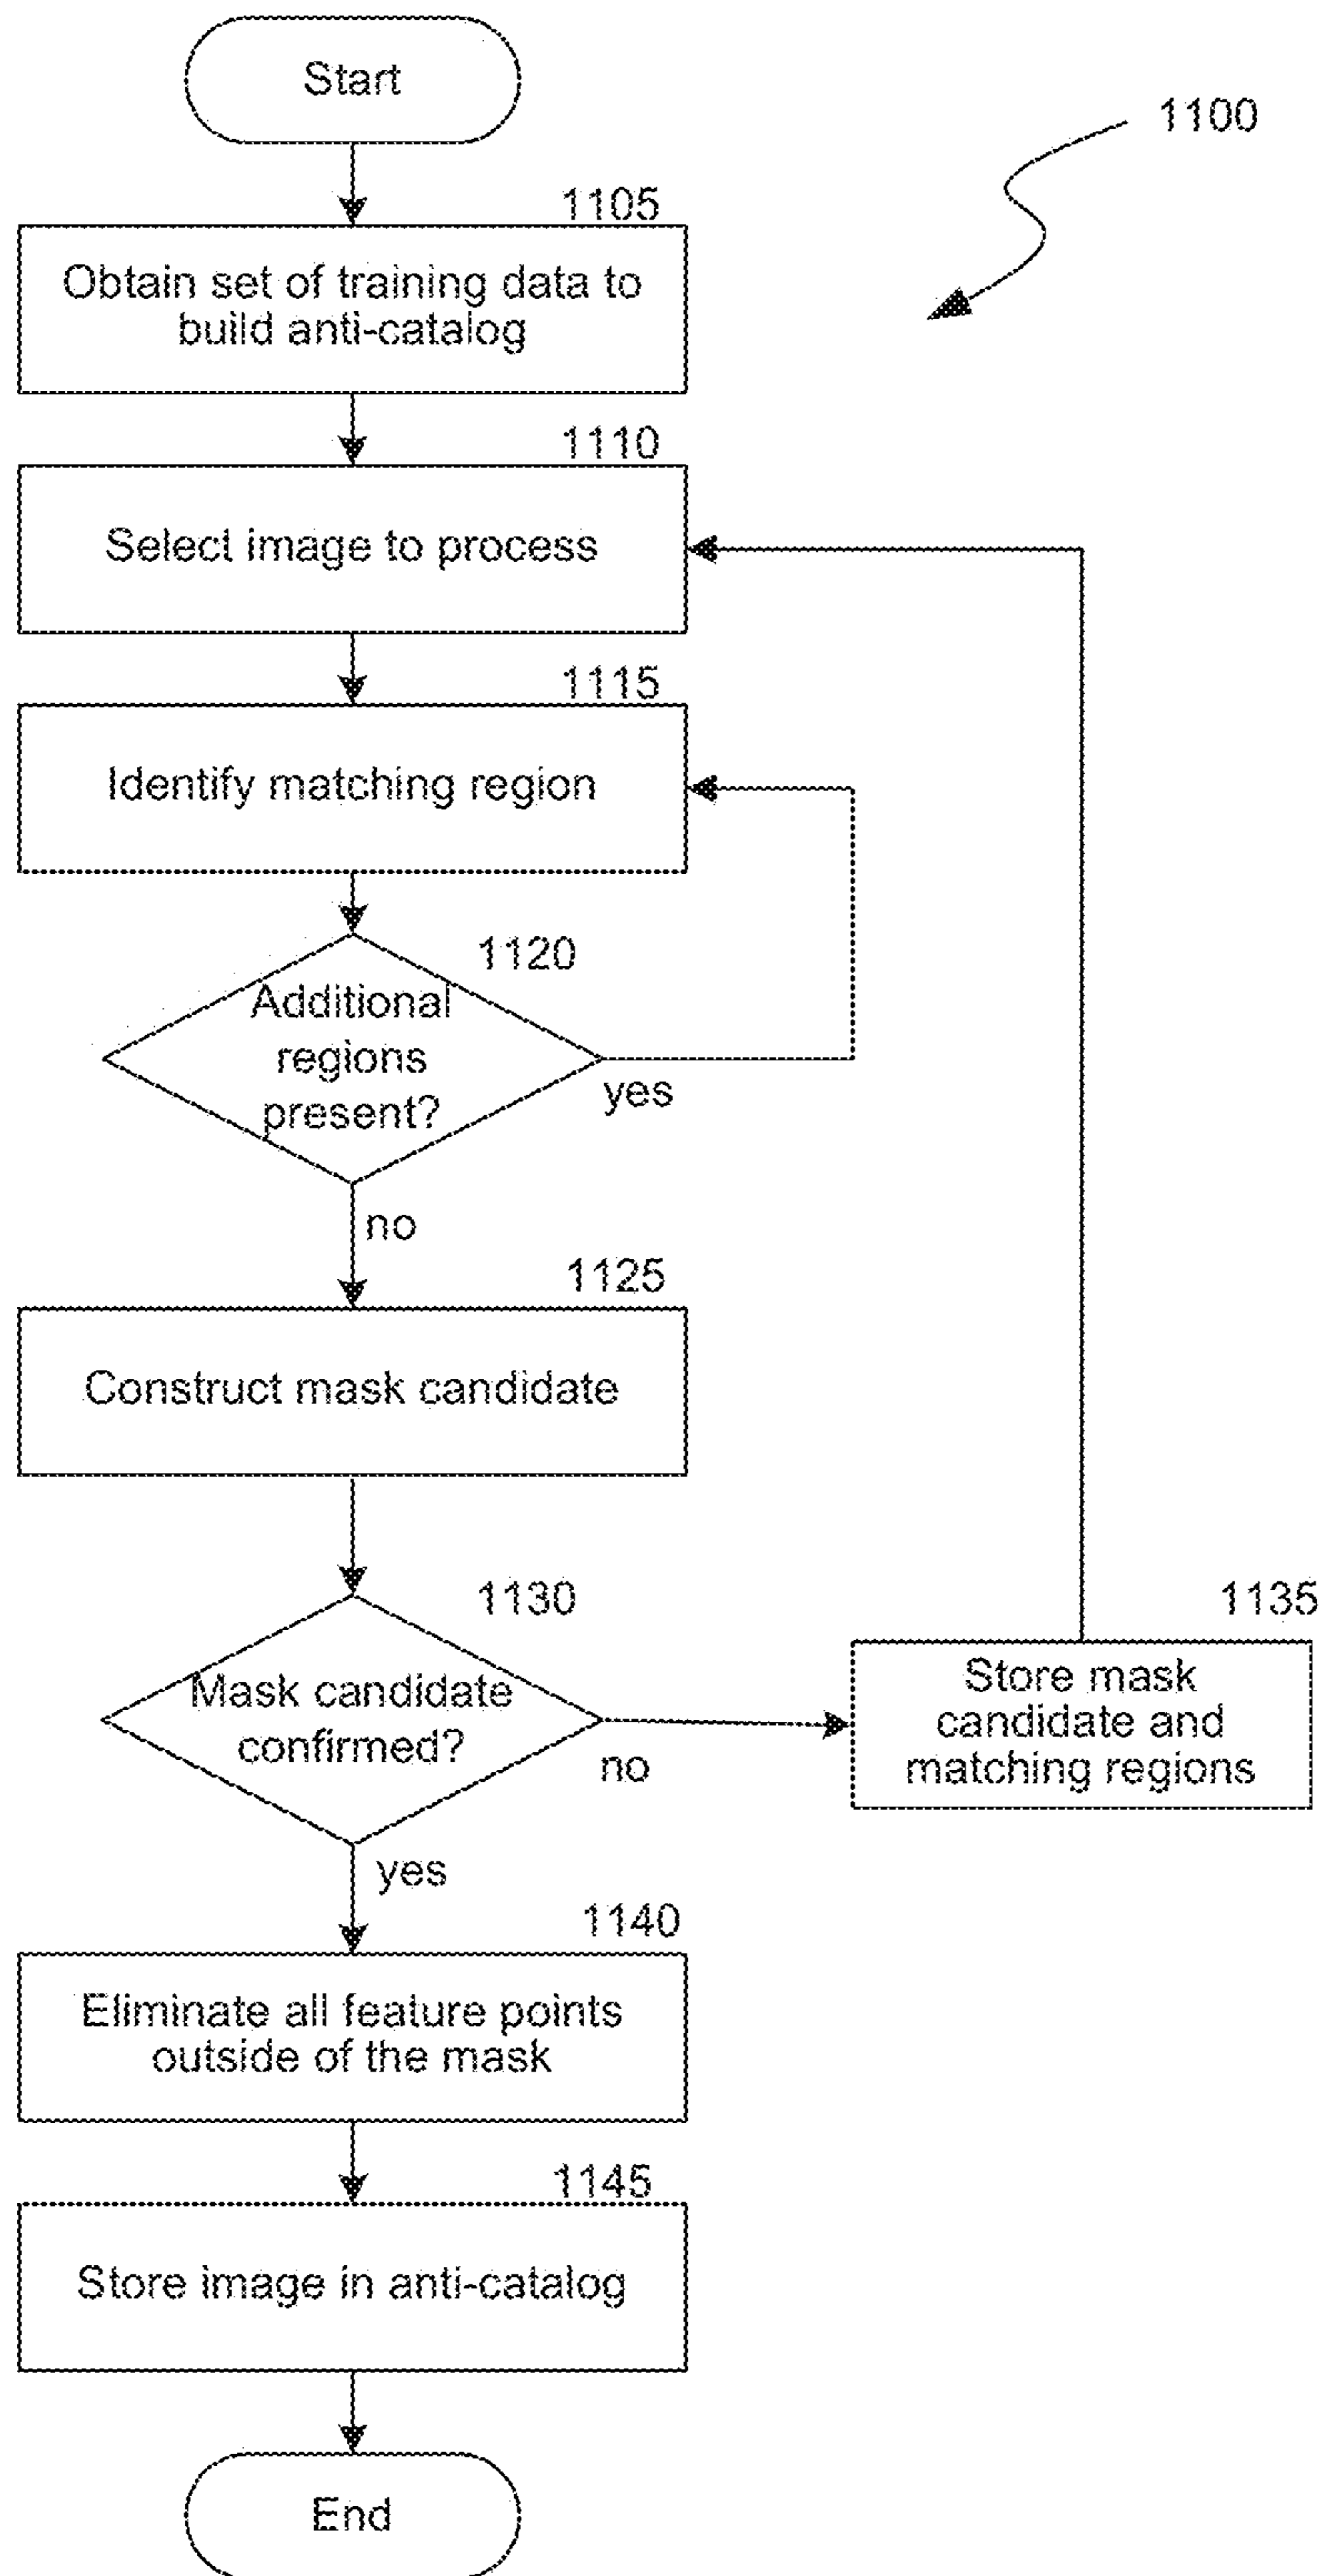 Start
1100
1105
Obtain set of training data to
build anti-catalog
1110
Select image to process
1115
Identify matching region
1120
Additional
regions
present?
yes
no
1125
Construct mask candidate
1130
Mask candidate
confirmed?
no
1135
Store mask
candidate and
matching regions
yes
1140
Eliminate all feature points
outside of the mask
1145
Store image in anti-catalog
End